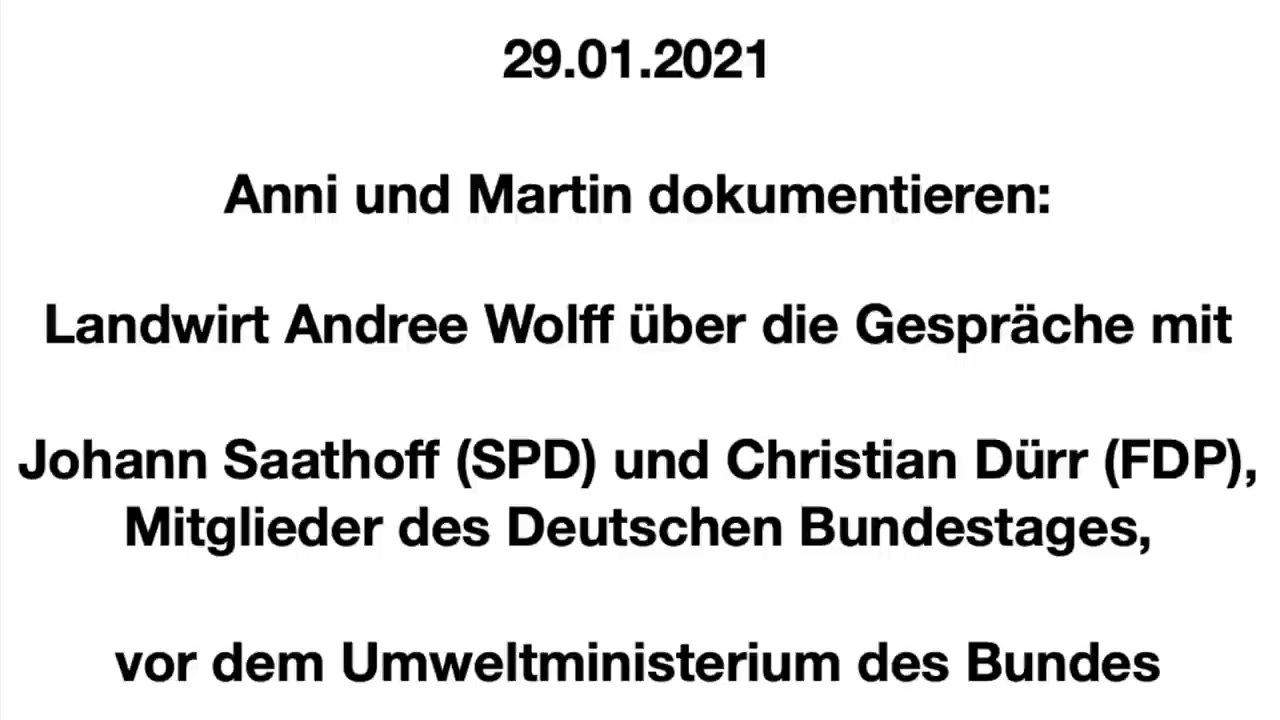 29.01.2021
Anni und Martin dokumentieren:
Landwirt Andree Wolff über die Gespräche mit
Johann Saathoff (SPD) und Christian Dürr (FDP),
Mitglieder des Deutschen Bundestages,
vor dem Umweltministerium des Bundes